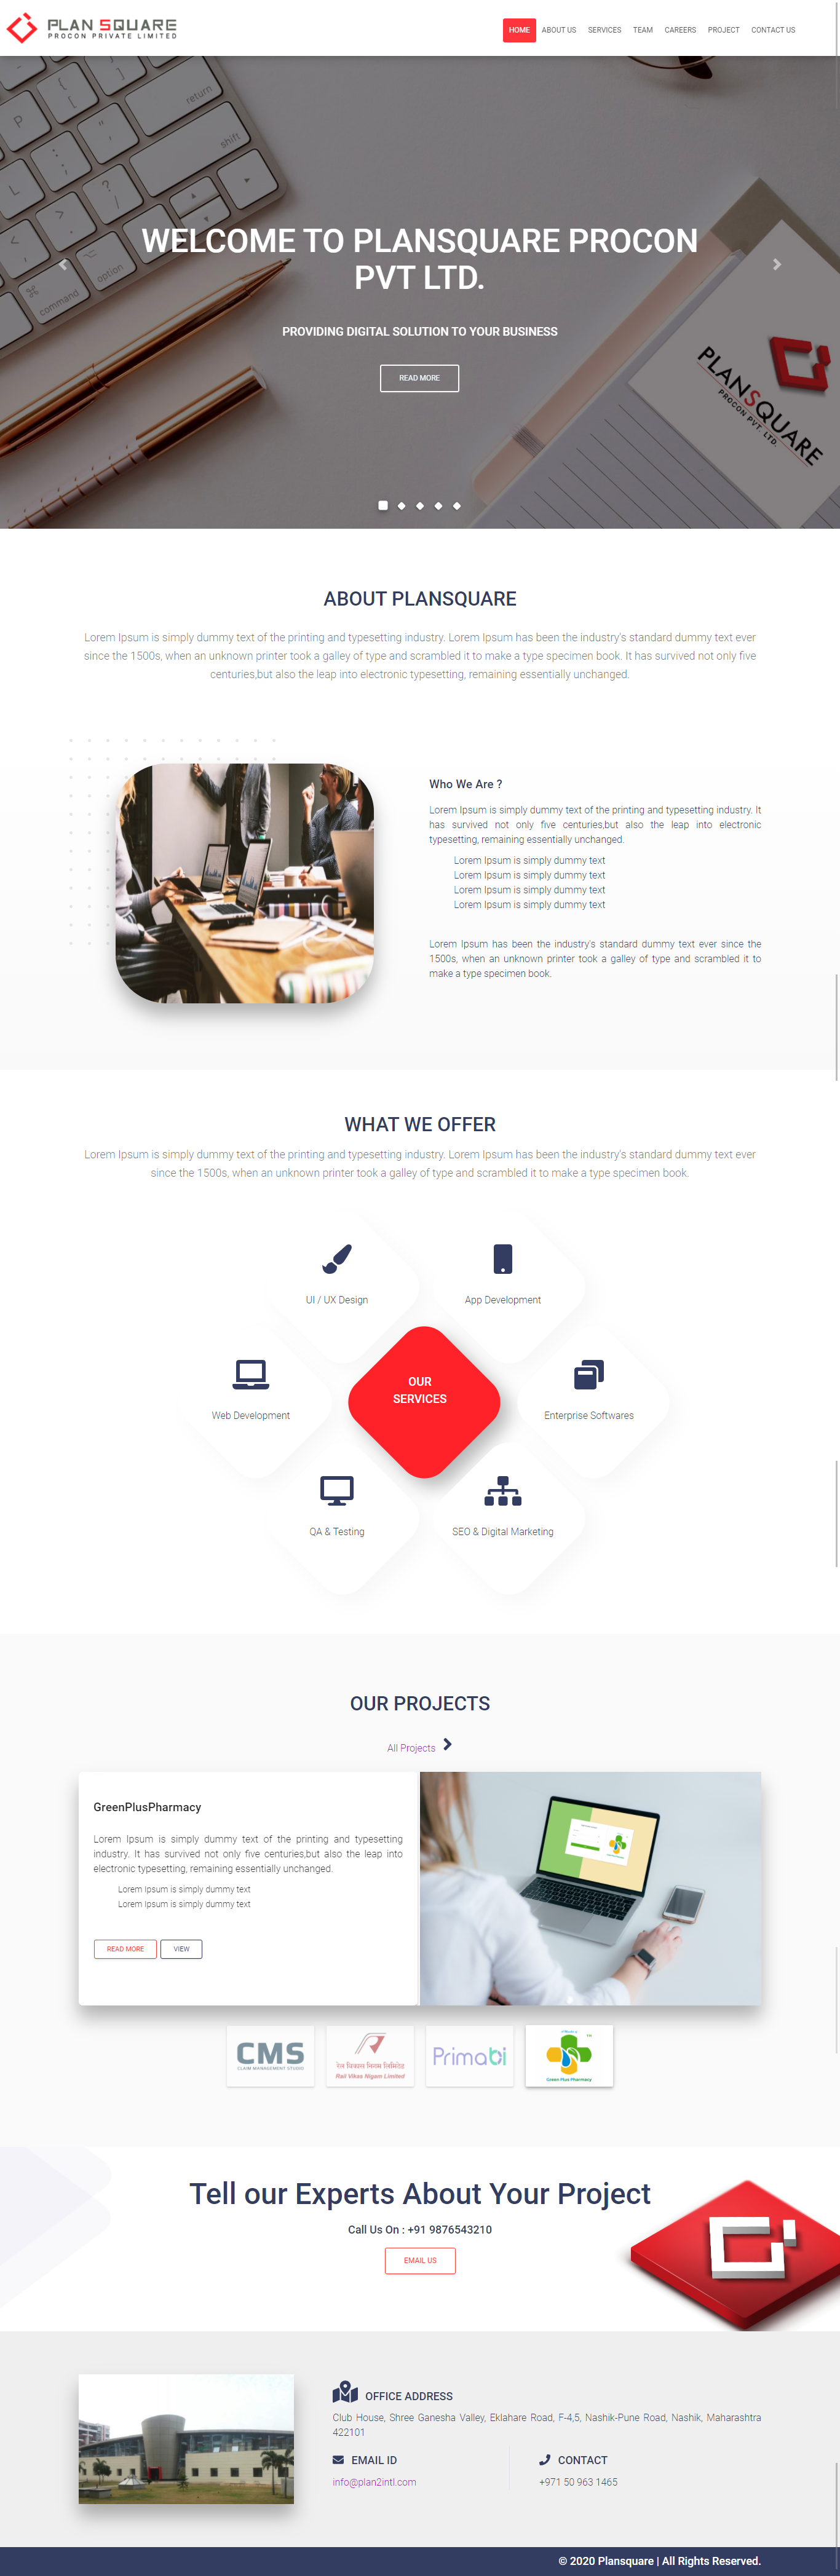 PLAN SQUARE
PROCON PRIVATE LIMITED
HOME ABOUT US SERVICES TEAM CAREERS PROJECT CONTACT US
return
shift
command
option
WELCOME TO PLANSQUARE PROCON
PVT LTD.
PROVIDING DIGITAL SOLUTION TO YOUR BUSINESS
READ MORE
PLANSQUARE
PROCON PVT. LTD.
ABOUT PLANSQUARE
Lorem Ipsum is simply dummy text of the printing and typesetting industry. Lorem Ipsum has been the industry's standard dummy text ever
since the 1500s, when an unknown printer took a galley of type and scrambled it to make a type specimen book. It has survived not only five
centuries,but also the leap into electronic typesetting, remaining essentially unchanged.
Who We Are ?
Lorem Ipsum is simply dummy text of the printing and typesetting industry. It
has survived not only five centuries,but also the leap into electronic
typesetting, remaining essentially unchanged.
Lorem Ipsum is simply dummy text
Lorem Ipsum is simply dummy text
Lorem Ipsum is simply dummy text
Lorem Ipsum is simply dummy text
Lorem Ipsum has been the industry's standard dummy text ever since the
1500s, when an unknown printer took a galley of type and scrambled it to
make a type specimen book.
WHAT WE OFFER
Lorem Ipsum is simply dummy text of the printing and typesetting industry. Lorem Ipsum has been the industry's standard dummy text ever
since the 1500s, when an unknown printer took a galley of type and scrambled it to make a type specimen book.
UI / UX Design
App Development
OUR
SERVICES
Web Development
Enterprise Softwares
QA & Testing
SEO & Digital Marketing
OUR PROJECTS
All Projects
GreenPlusPharmacy
Lorem Ipsum is simply dummy text of the printing and typesetting
industry. It has survived not only five centuries,but also the leap into
electronic typesetting, remaining essentially unchanged.
Lorem Ipsum is simply dummy text
Lorem Ipsum is simply dummy text
READ MORE VIEW
CMS
CLAIM MANAGEMENT STUDIO
रेल विकास निगम लिमिटेड
Rail Vikas Nigam Limited
Primabi
Green Plus Pharmacy
Tell our Experts About Your Project
Call Us On : +91 9876543210
EMAIL US
OFFICE ADDRESS
Club House, Shree Ganesha Valley, Eklahare Road, F-4,5, Nashik-Pune Road, Nashik, Maharashtra
422101
EMAIL ID
info@plan2intl.com
CONTACT
+971 50 963 1465
© 2020 Plansquare | All Rights Reserved.